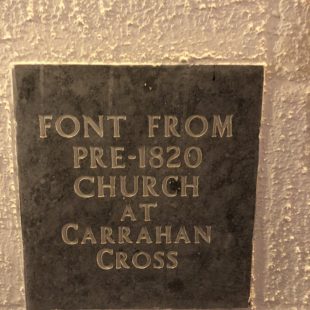 FONT FROM
PRE-1820
CHURCH
AT
CARRAHAN
CROSS